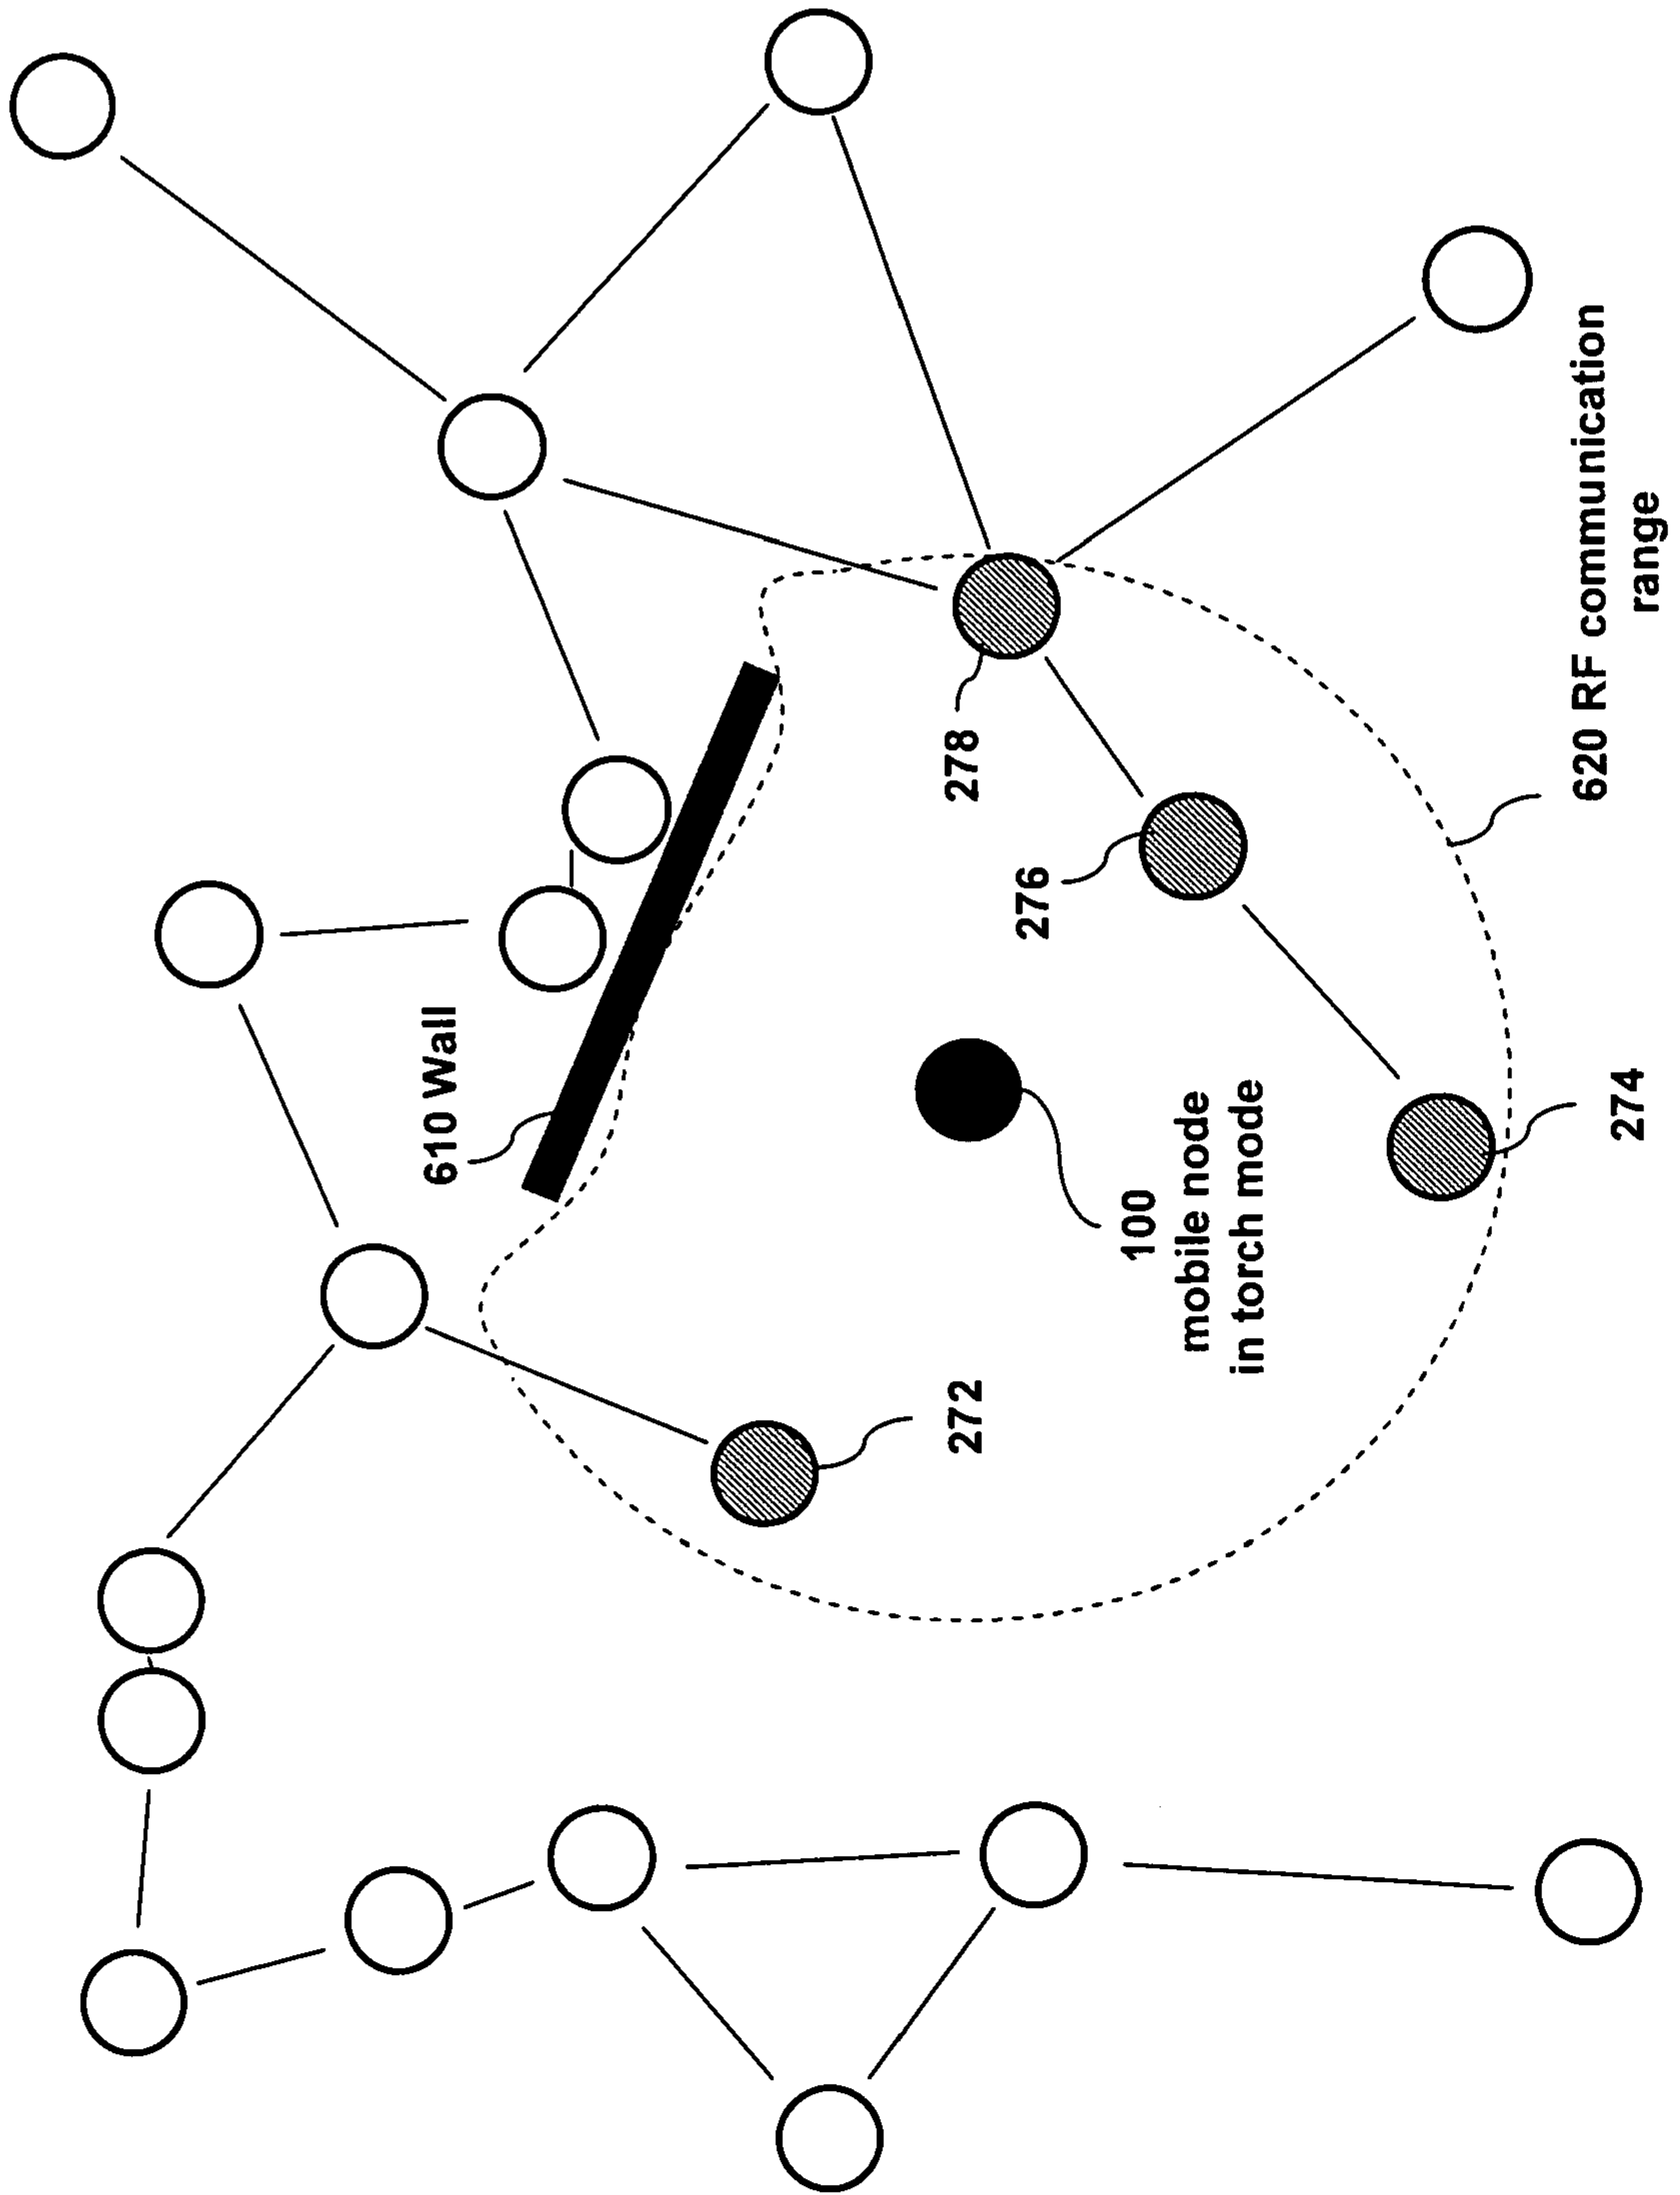 610 Wall
278
276
272
100
mobile node
in torch mode
274
620 RF communication
range